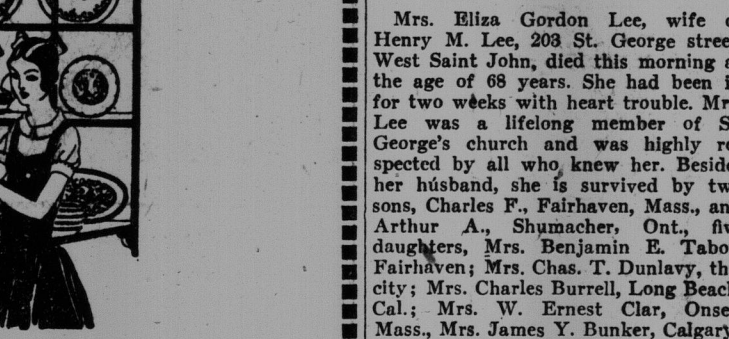 Mrs. Eliza Gordon Lee, wife
Henry M. Lee, 203 St. George stree
West Saint John, died this morning a
the age of 68 years. She had been i
for two weeks with heart trouble. Mr
Lee was a lifelong member of S
George's church and was highly re
spected by all who knew her. Beside
her husband, she is survived by tw
sons, Charles F., Fairhaven, Mass., an
Arthur A., Shumacher, Ont., fiv
daughters, Mrs. Benjamin E. Tabo
Fairhaven; Mrs. Chas. T. Dunlavy, th
city; Mrs. Charles Burrell, Long Beach
Cal.; Mrs. W. Ernest Clar, Onse
Mass., Mrs. James Y. Bunker, Calgary